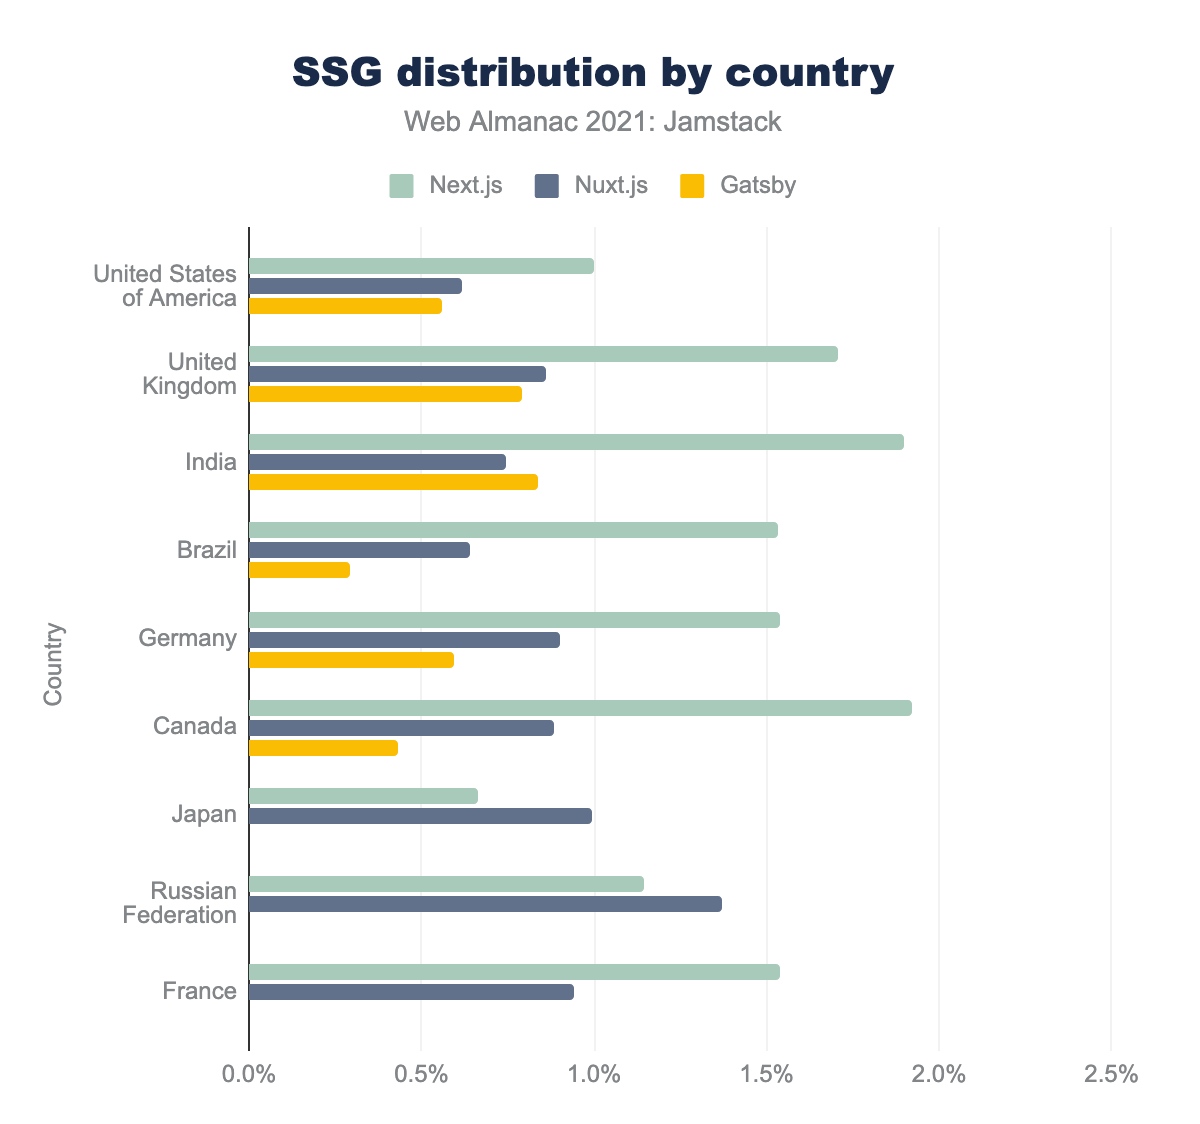 SSG distribution by country
Web Almanac 2021: Jamstack
Next.js
Nuxt.js
Gatsby
Country
United States
of America
United
Kingdom
India
Brazil
Germany
Canada
Japan
Russian
Federation
France
0.0%
0.5%
1.0%
1.5%
2.0%
2.5%